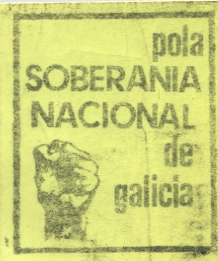 pola
SOBERANIA
NACIONAL
de
galicia